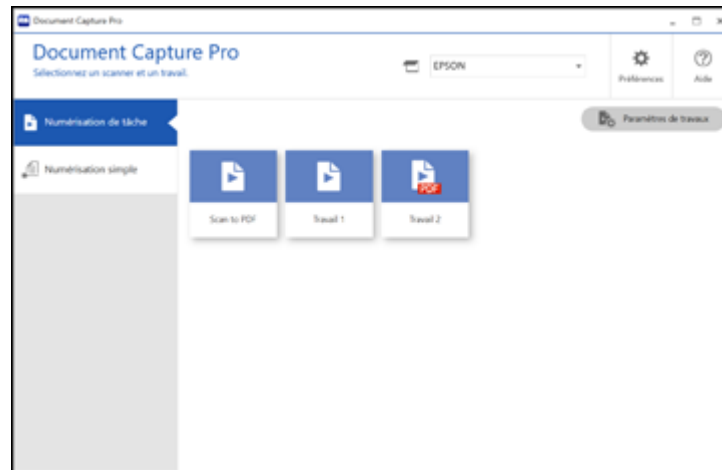 Document Capture Pro
Document Capture Pro
Sélectionnez un scanner et un travail.
EPSON
Préférences
Aide
Numérisation de tâche
Paramètres de travaux
Numérisation simple
Scan to PDF
Travail 1
PDF
Travail 2